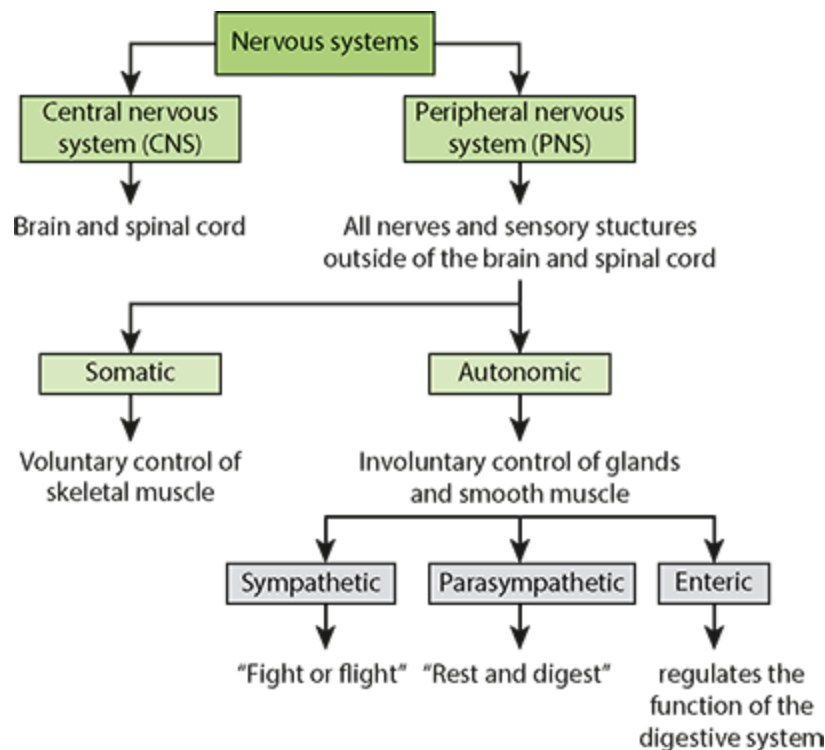 Nervous systems
Central nervous
system (CNS)
Peripheral nervous
system (PNS)
Brain and spinal cord
All nerves and sensory stuctures
outside of the brain and spinal cord
Somatic
Autonomic
Voluntary control of
skeletal muscle
Involuntary control of glands
and smooth muscle
Sympathetic
Parasympathetic
Enteric
“Fight or flight”
“Rest and digest”
regulates the
function of the
digestive system